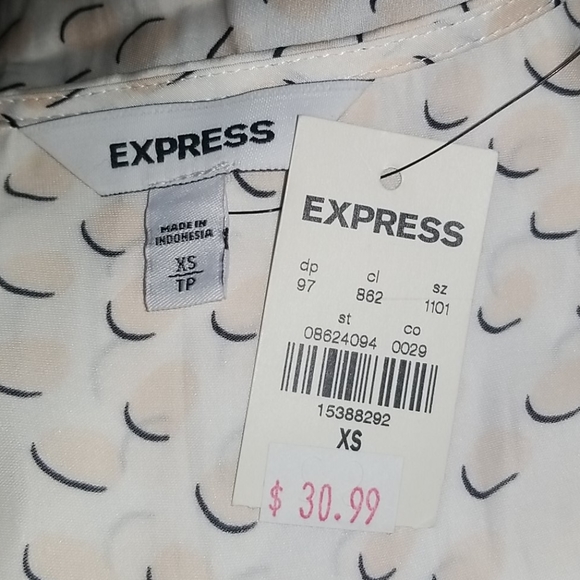 EXPRESS
MADE IN
INDONESIA
XS
TP
EXPRESS
dp cl sz
97 862 1101
st co
08624094 0029
15388292
XS
$ 30.99